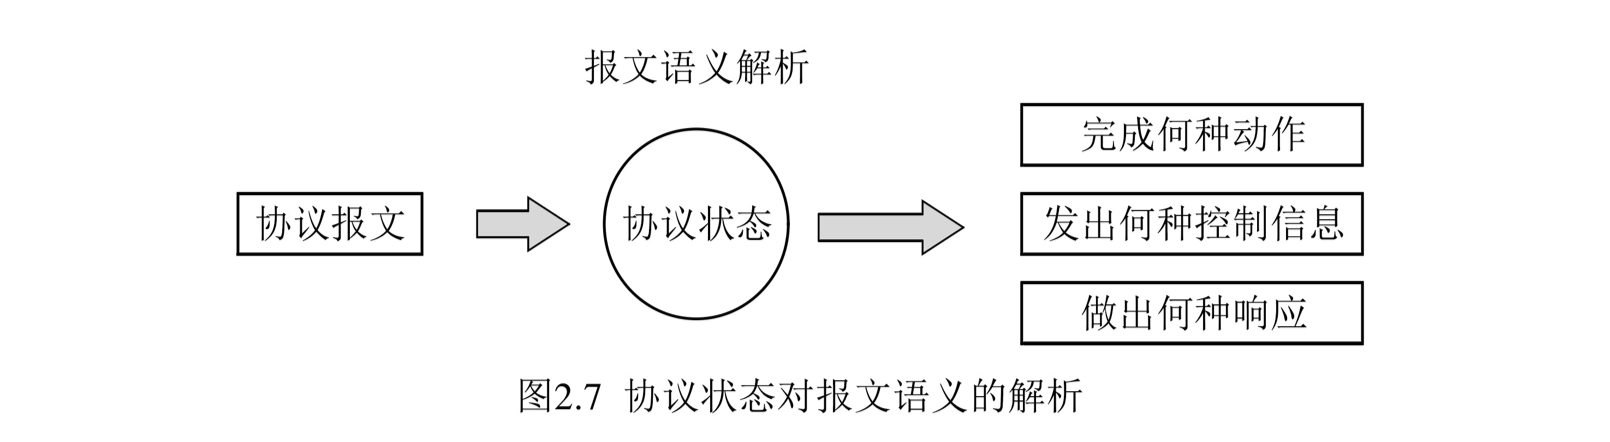 报文语义解析
协议报文
协议状态
完成何种动作
发出何种控制信息
做出何种响应
图2.7 协议状态对报文语义的解析